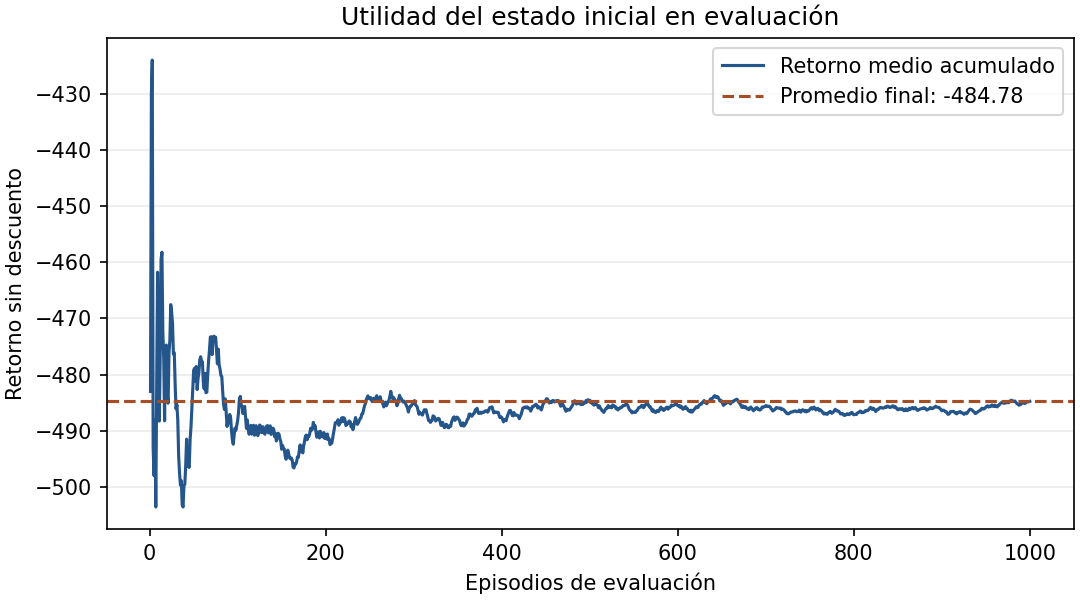 Utilidad del estado inicial en evaluación
Retorno medio acumulado
Promedio final: -484.78
Retorno sin descuento
−430
−440
−450
−460
−470
−480
−490
−500
0 200 400 600 800 1000
Episodios de evaluación